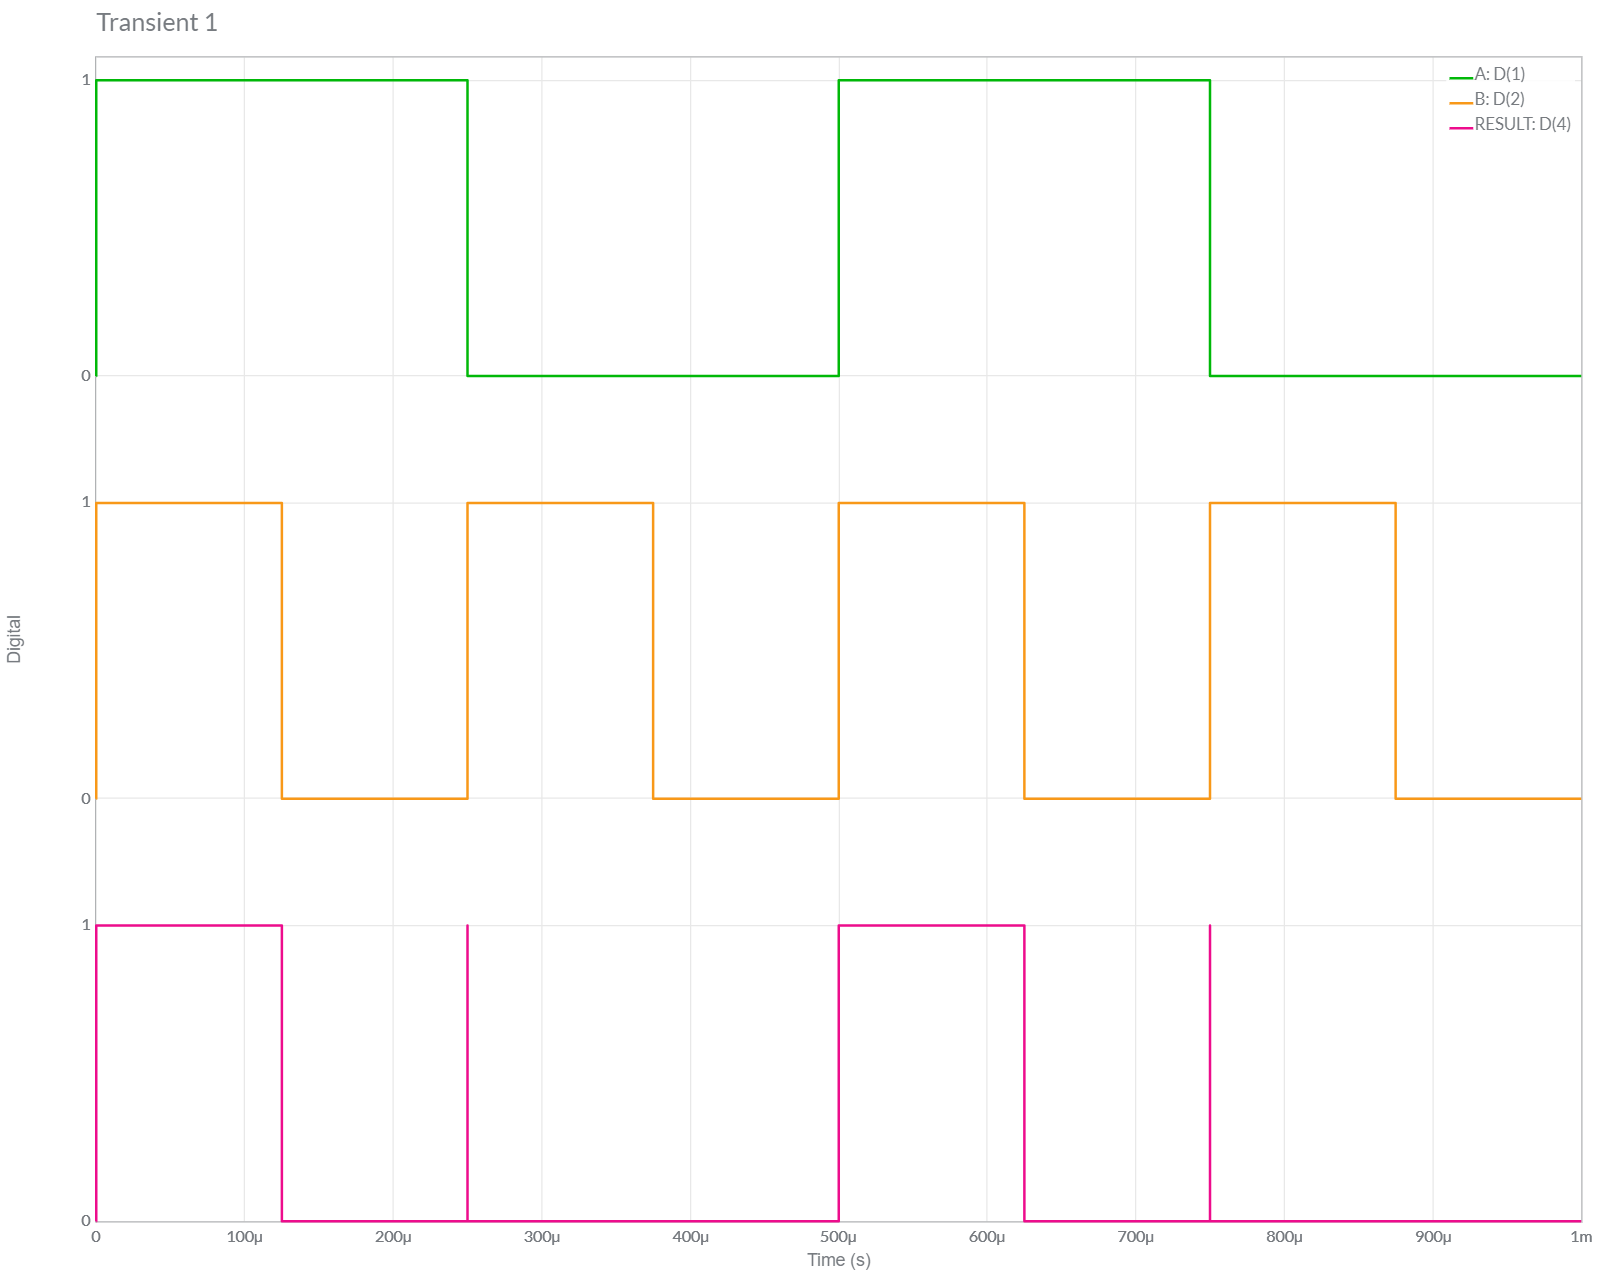 Transient 1
A: D(1)
B: D(2)
RESULT: D(4)
1
0
1
0
1
0
Digital
0 100µ 200µ 300µ 400µ 500µ 600µ 700µ 800µ 900µ 1m
Time (s)